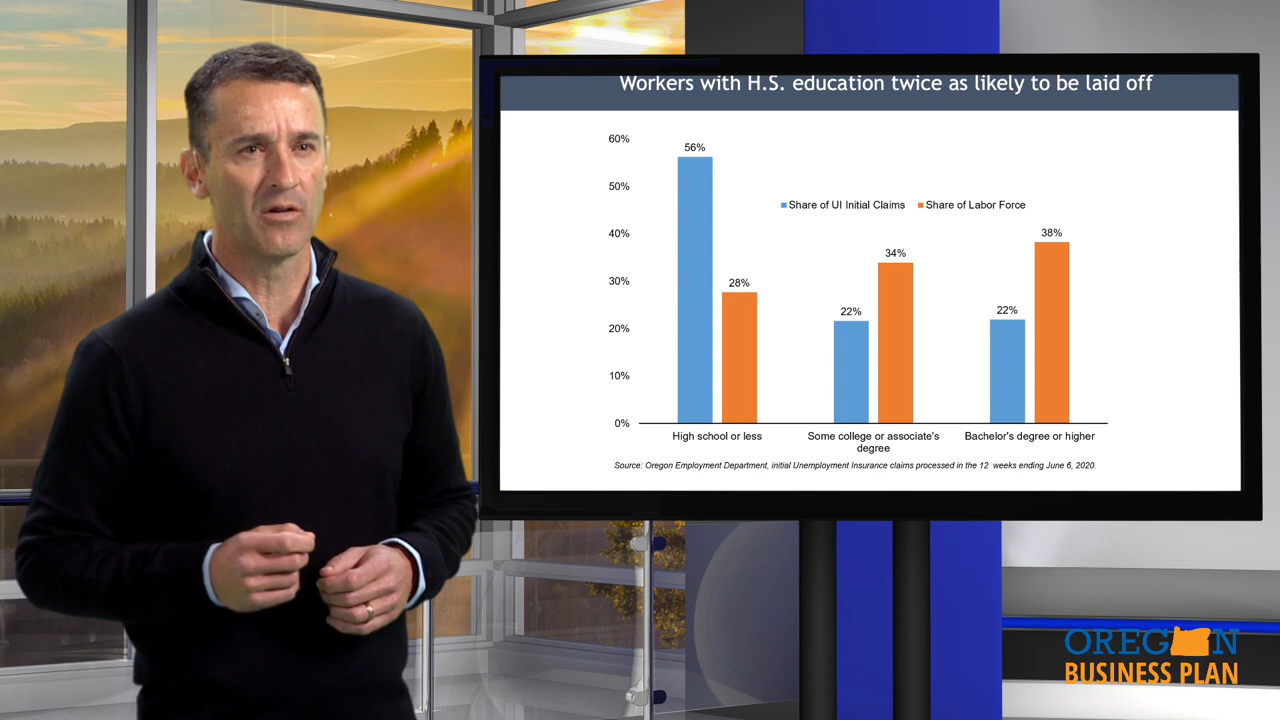 Workers with H.S. education twice as likely to be laid off
60%
50%
40%
30%
20%
10%
0%
56%
28%
22%
34%
22%
38%
Share of UI Initial Claims Share of Labor Force
High school or less
Some college or associate's
degree
Bachelor's degree or higher
Source: Oregon Employment Department, initial Unemployment Insurance claims processed in the 12 weeks ending June 6, 2020.
OREGON
BUSINESS PLAN